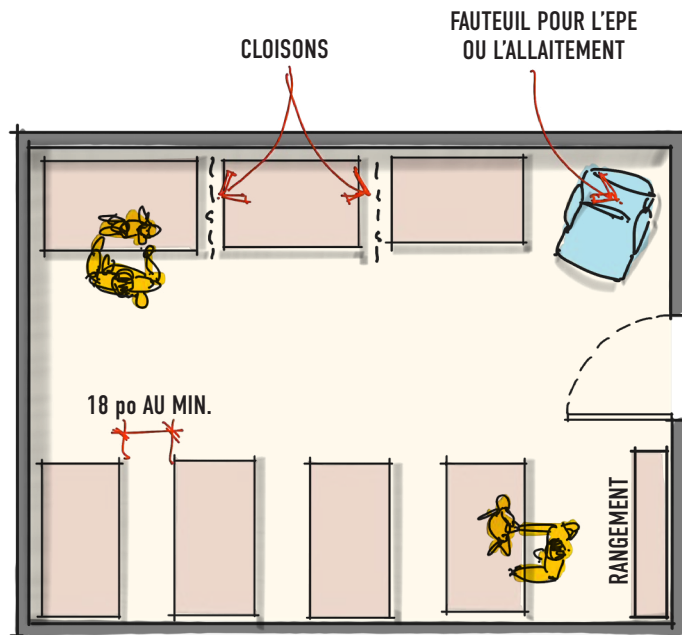 CLOISONS
FAUTEUIL POUR L'EPE
OU L'ALLAITEMENT
18 po AU MIN.
RANGEMENT